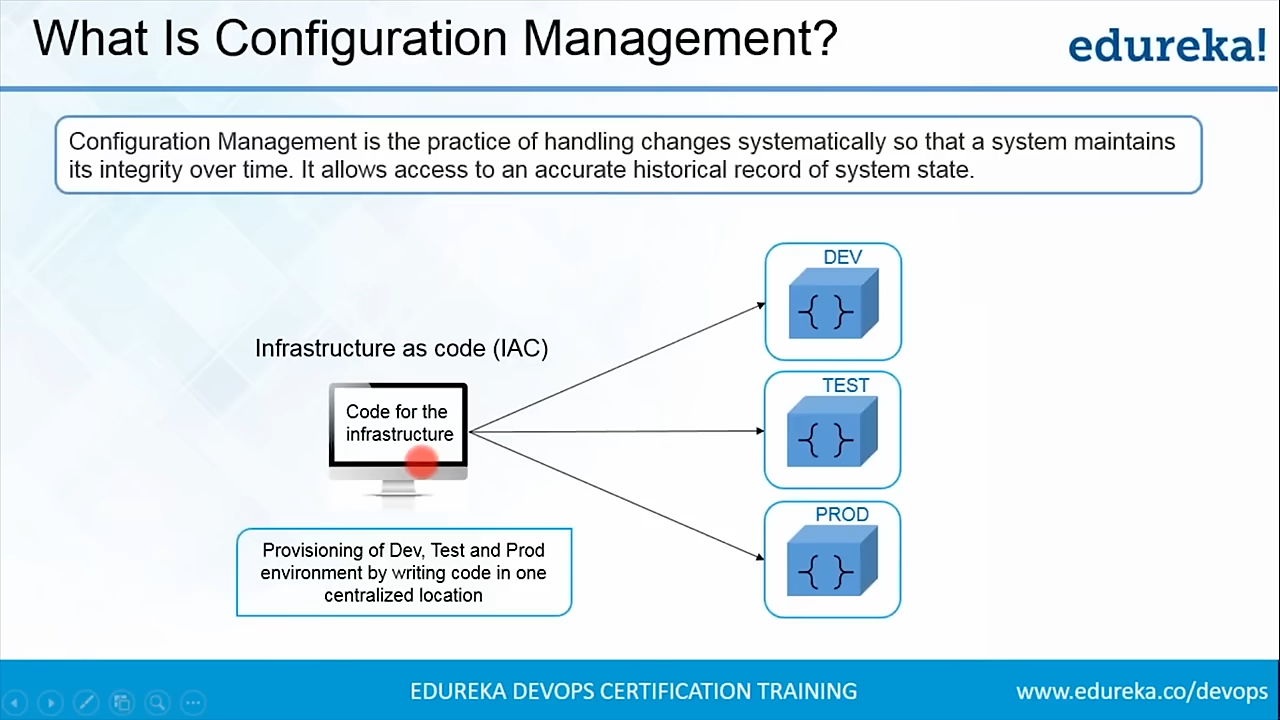 What Is Configuration Management?
edureka!
Configuration Management is the practice of handling changes systematically so that a system maintains
its integrity over time. It allows access to an accurate historical record of system state.
Infrastructure as code (IAC)
Code for the
infrastructure
Provisioning of Dev, Test and Prod
environment by writing code in one
centralized location
DEV
{ }
TEST
{ }
PROD
{ }
EDUREKA DEVOPS CERTIFICATION TRAINING
www.edureka.co/devops